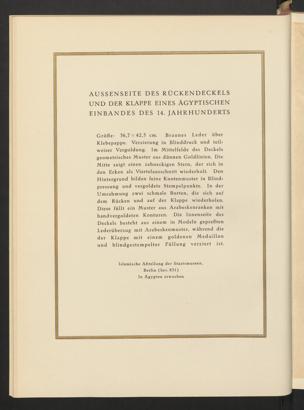 AUSSENSEITE DES RÜCKENDECKELS
UND DER KLAPPE EINES ÄGYPTISCHEN
EINBANDES DES 14. JAHRHUNDERTS
Größe: 56,7 × 42,5 cm. Braunes Leder über
Klebepappe. Verzierung in Blinddruck und teil-
weiser Vergoldung. Im Mittelfelde des Deckels
geometrisches Muster aus dünnen Goldlinien. Die
Mitte zeigt einen zehneckigen Stern, der sich in
den Ecken als Viertelausschnitt wiederholt. Den
Hintergrund bilden feine Knotenmuster in Blind-
pressung und vergoldete Stempelpunkte. In der
Umrahmung zwei schmale Borten, die sich auf
dem Rücken und auf der Klappe wiederholen.
Diese füllt ein Muster aus Arabeskranken mit
handvergoldeten Konturen. Die Innenseite des
Deckels besteht aus einem in Modeln gepreßten
Lederüberzug mit Arabeskenmuster, während die
der Klappe mit einem goldenen Medaillon
und blindgestempelter Füllung verziert ist.
Islamische Abteilung der Staatsmuseen,
Berlin (Inv. 851)
In Ägypten erworben